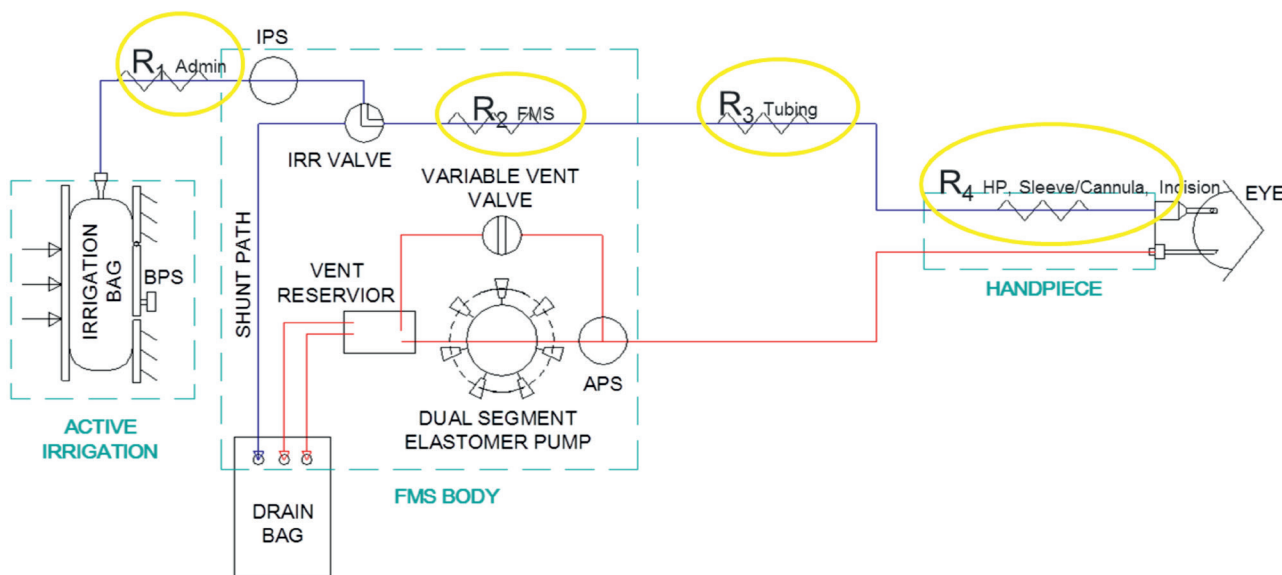 R1 Admin
IPS
R2 FMS
R3 Tubing
IRR VALVE
VARIABLE VENT
VALVE
R4 HP, Sleeve/Cannula, Incision
EYE
IRRIGATION
BAG
BPS
SHUNT PATH
VENT
RESERVIOR
HANDPIECE
APS
DUAL SEGMENT
ELASTOMER PUMP
ACTIVE
IRRIGATION
FMS BODY
DRAIN
BAG